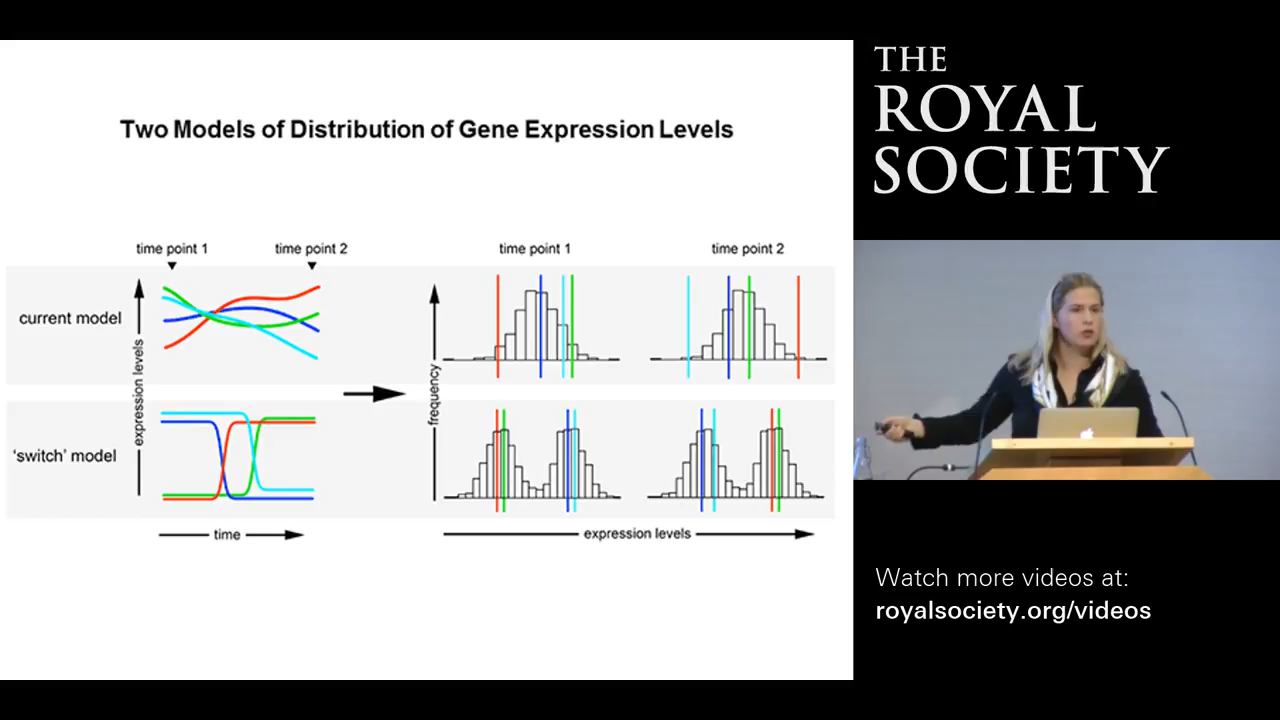 Two Models of Distribution of Gene Expression Levels
time point 1
time point 2
time point 1
time point 2
current model
expression levels
frequency
‘switch’ model
expression levels
time
expression levels
THE
ROYAL
SOCIETY
Watch more videos at:
royalsociety.org/videos